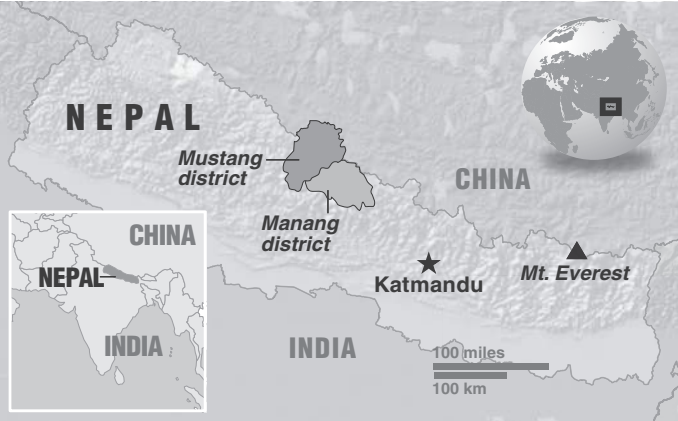 NEPAL
Mustang
district
CHINA
Manang
district
Katmandu
Mt. Everest
INDIA
100 miles
100 km
CHINA
NEPAL
INDIA